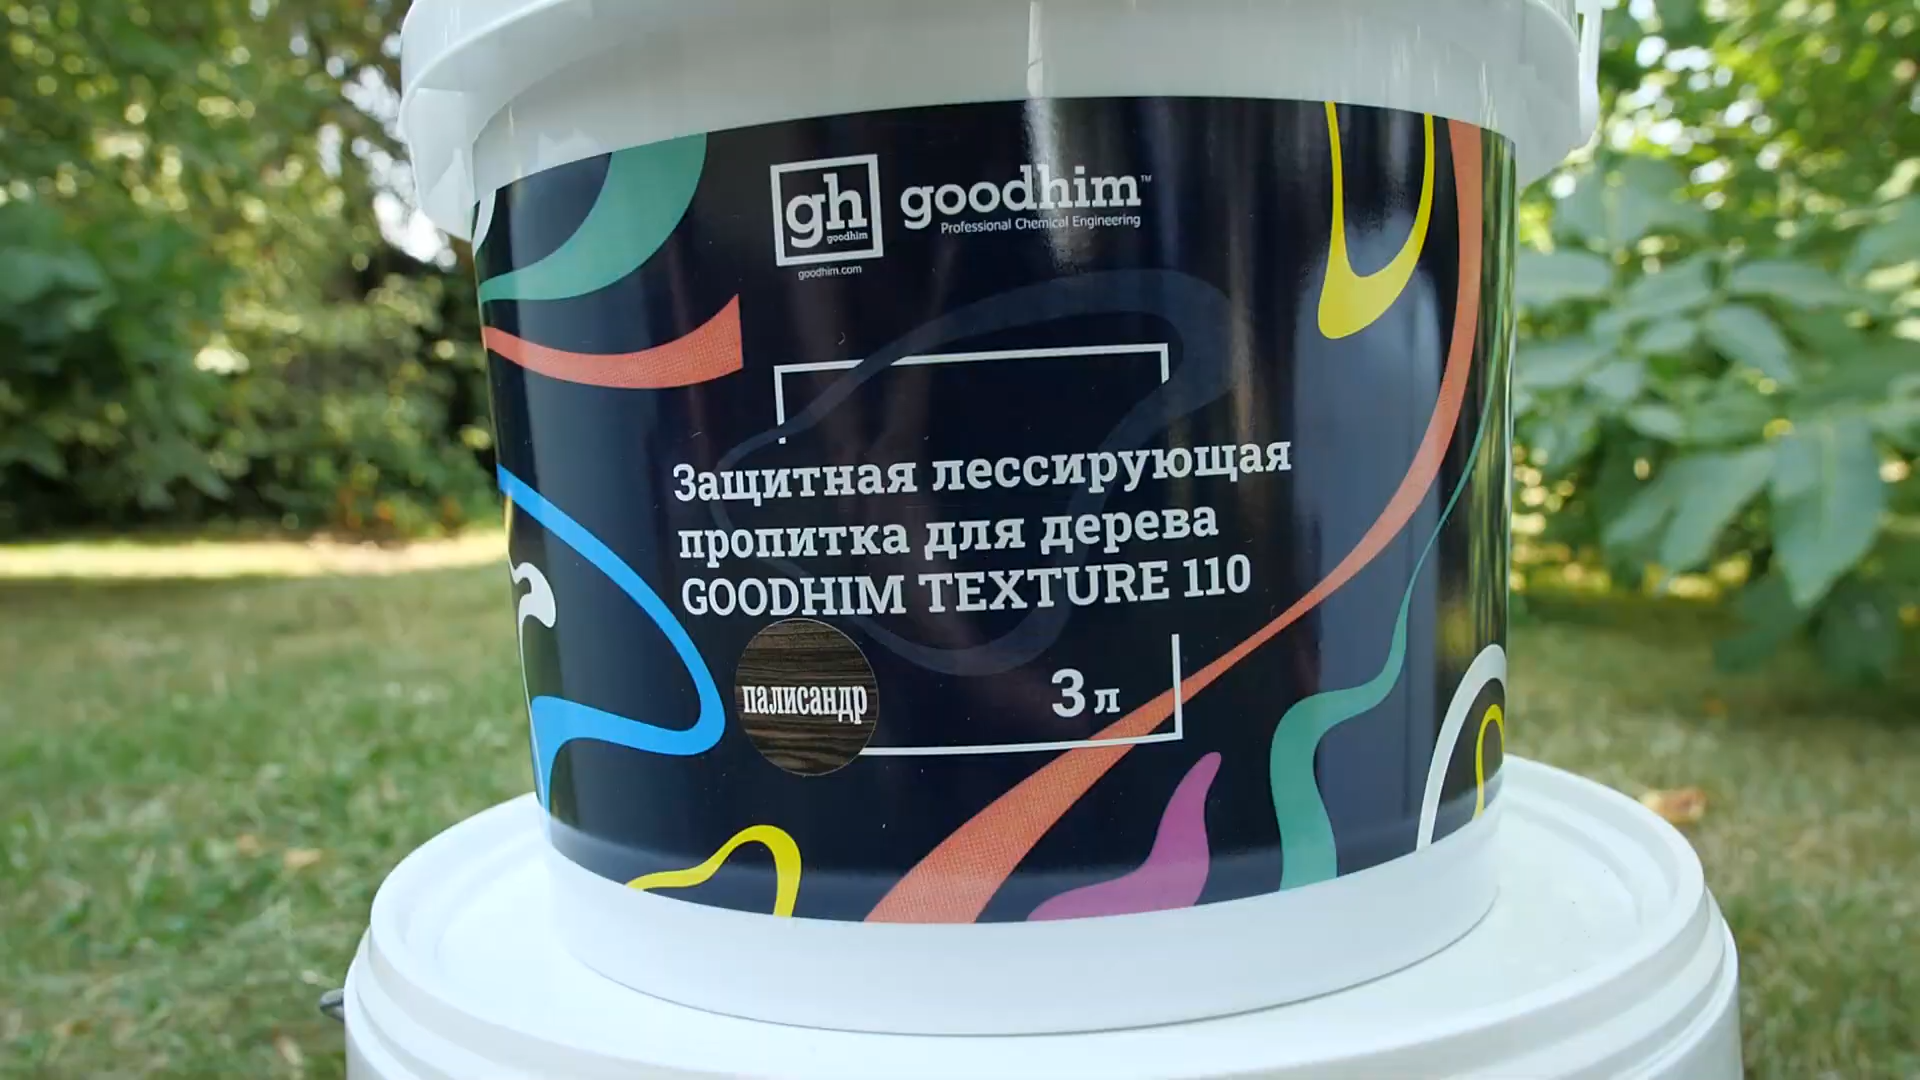 gh
goodhim
goodhim.com
goodhim™
Professional Chemical Engineering
Защитная лессирующая
пропитка для дерева
GOODHIM TEXTURE 110
палисандр
3 л